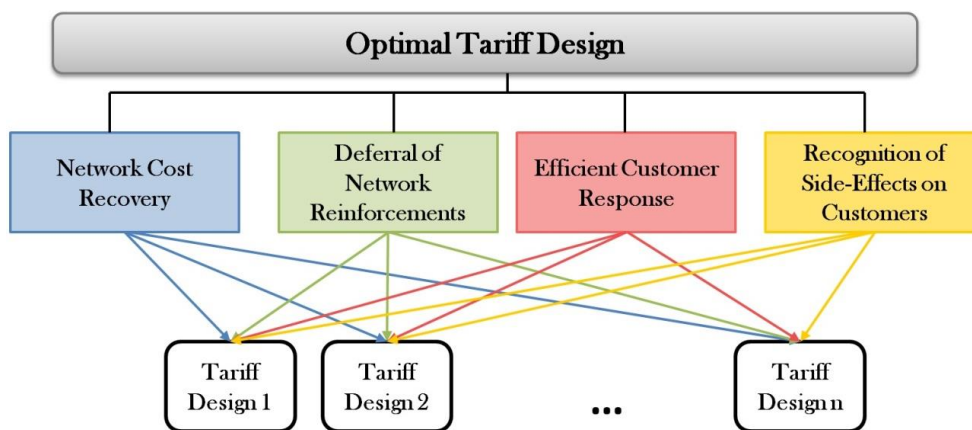 Optimal Tariff Design
Network Cost
Recovery
Deferral of
Network
Reinforcements
Efficient Customer
Response
Recognition of
Side-Effects on
Customers
Tariff
Design 1
Tariff
Design 2
...
Tariff
Design n